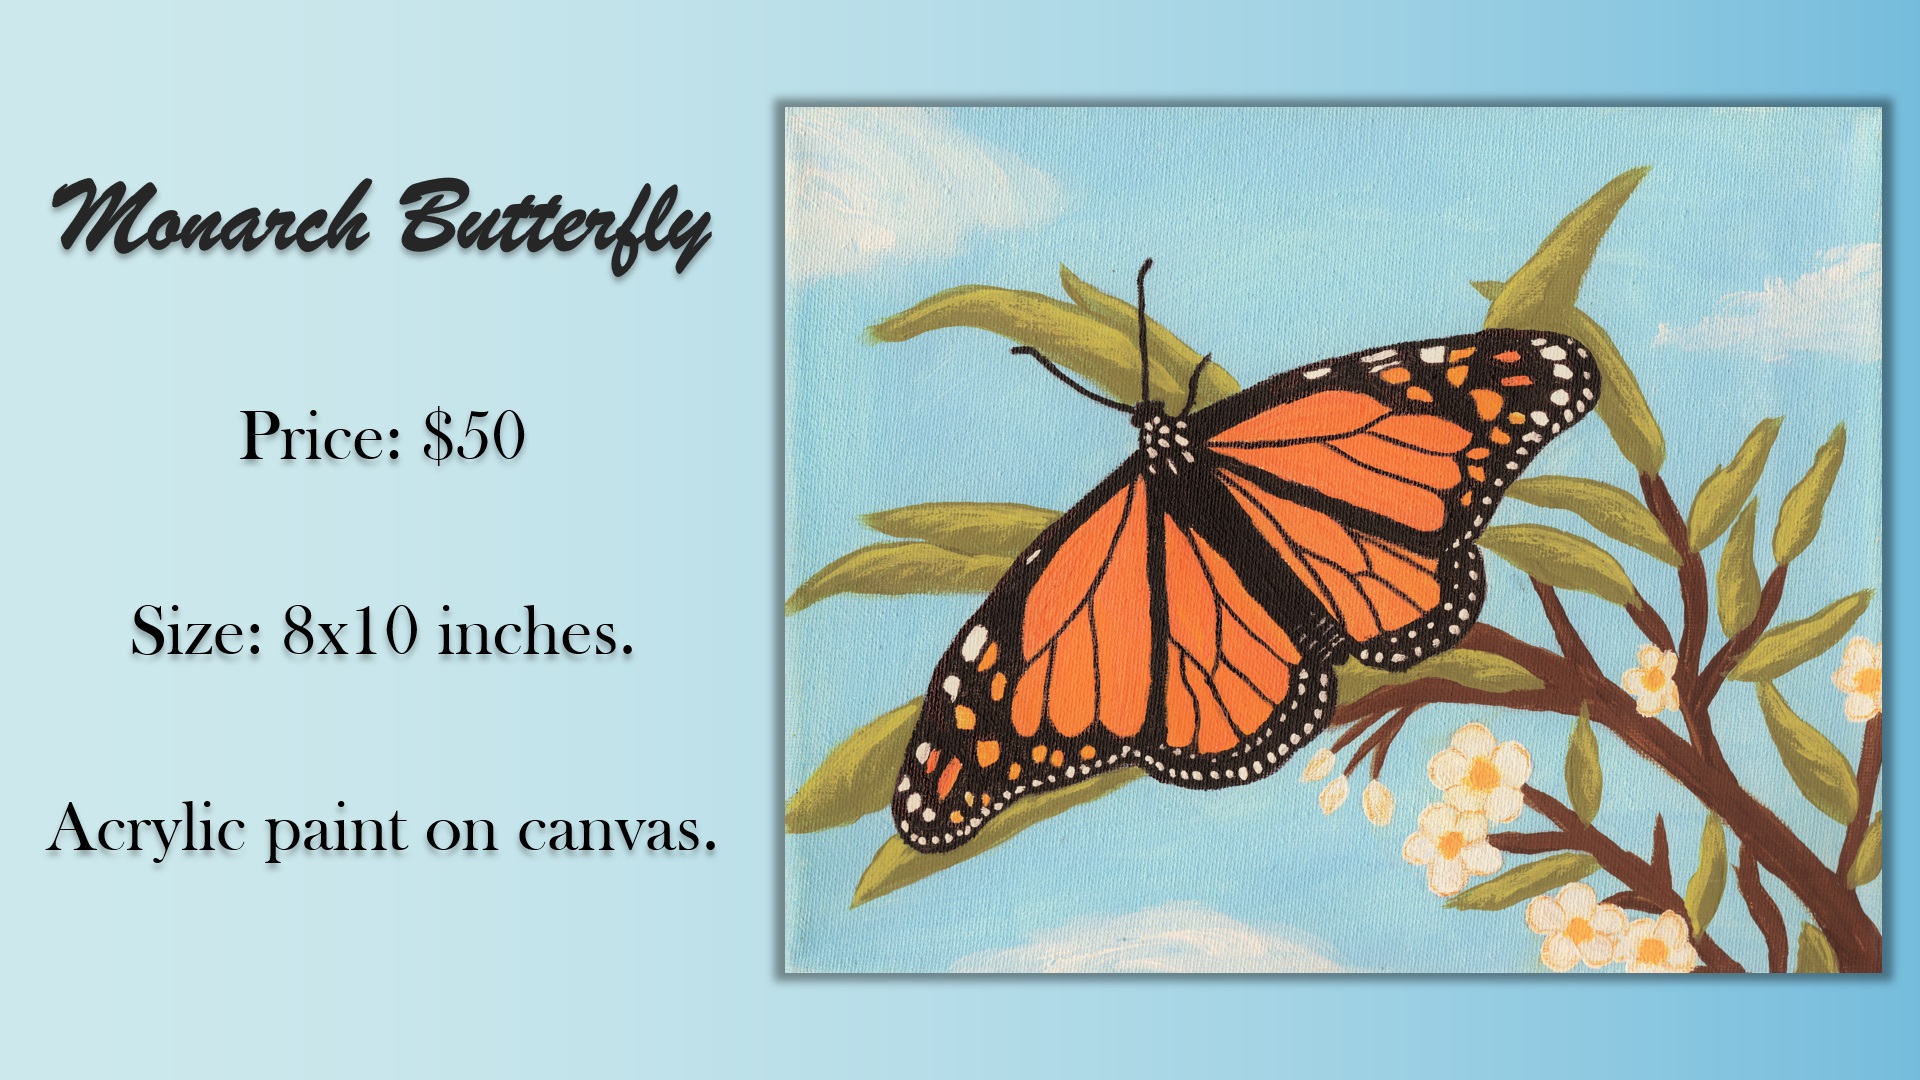 Monarch Butterfly
Price: $50
Size: 8x10 inches.
Acrylic paint on canvas.